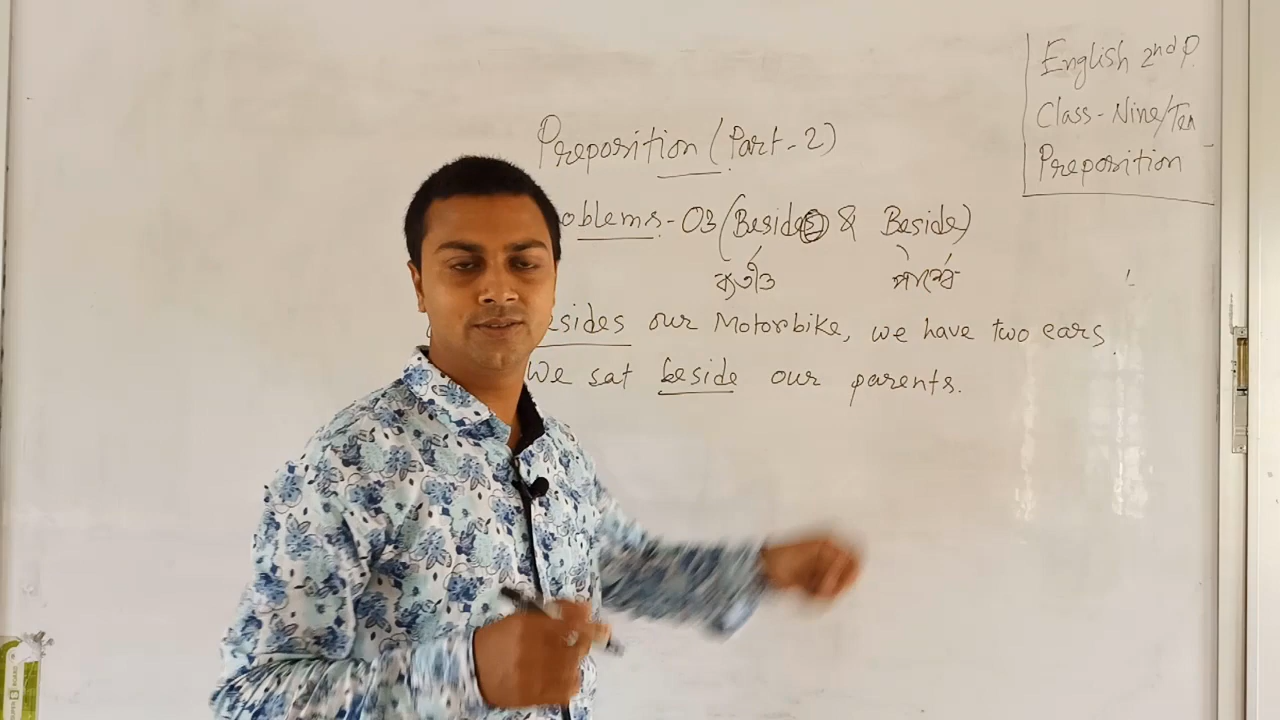 English 2nd P.
Class - Nine/Ten
Preposition
Preposition (Part - 2)
oblems - 03 (Besides & Beside)
ব্যতীত পাশের
esides our Motorbike, we have two cars.
We sat beside our parents.